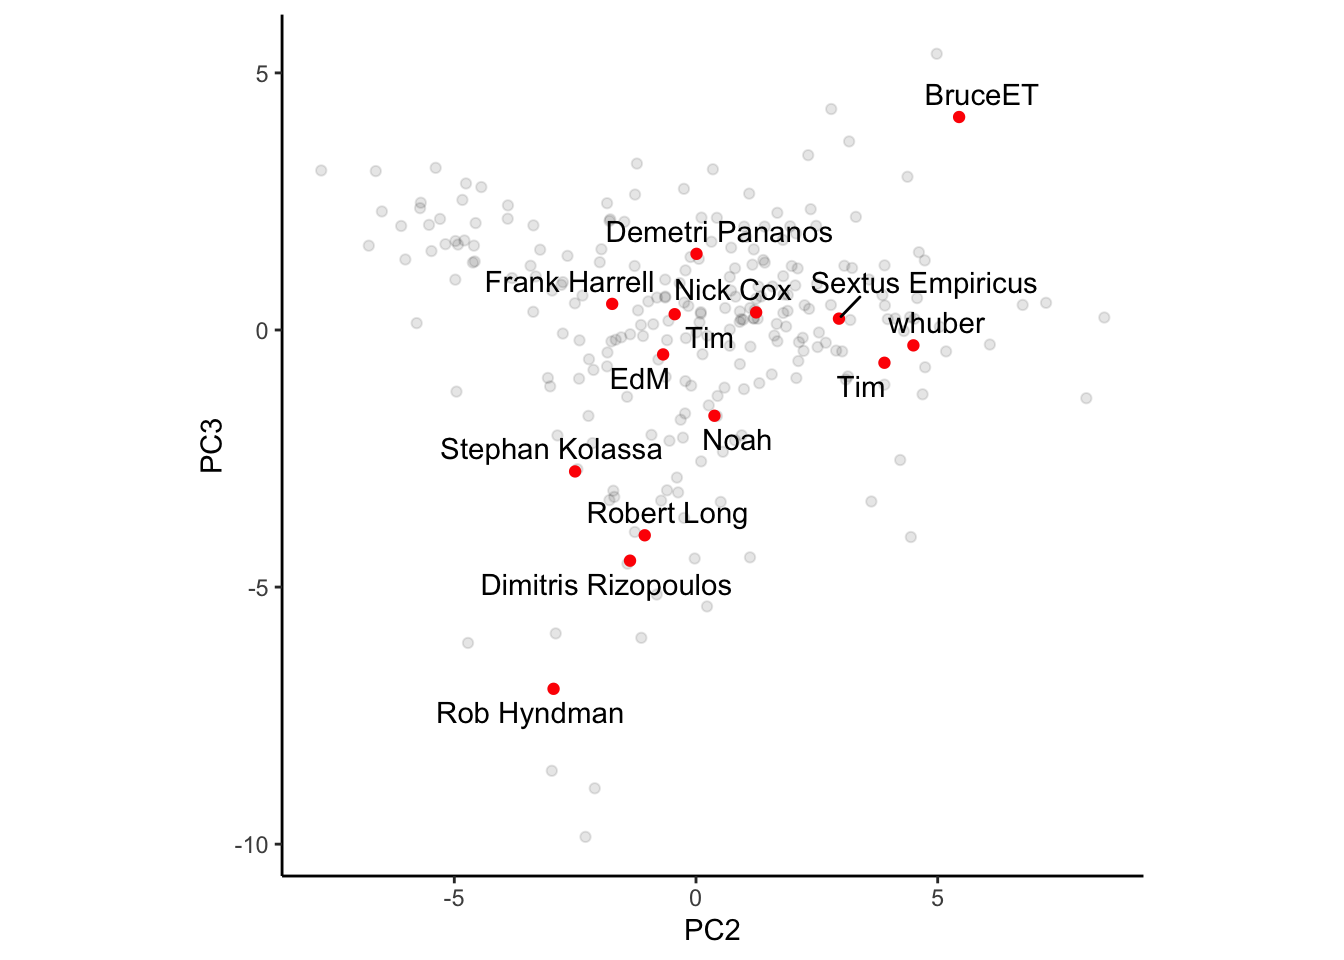 5
BruceET
Demetri Pananos
Frank Harrell
Nick Cox
Sextus Empiricus
0
whuber
Tim
EdM
Tim
PC3
Noah
Stephan Kolassa
Robert Long
-5
Dimitris Rizopoulos
Rob Hyndman
-10
-5
0
5
PC2